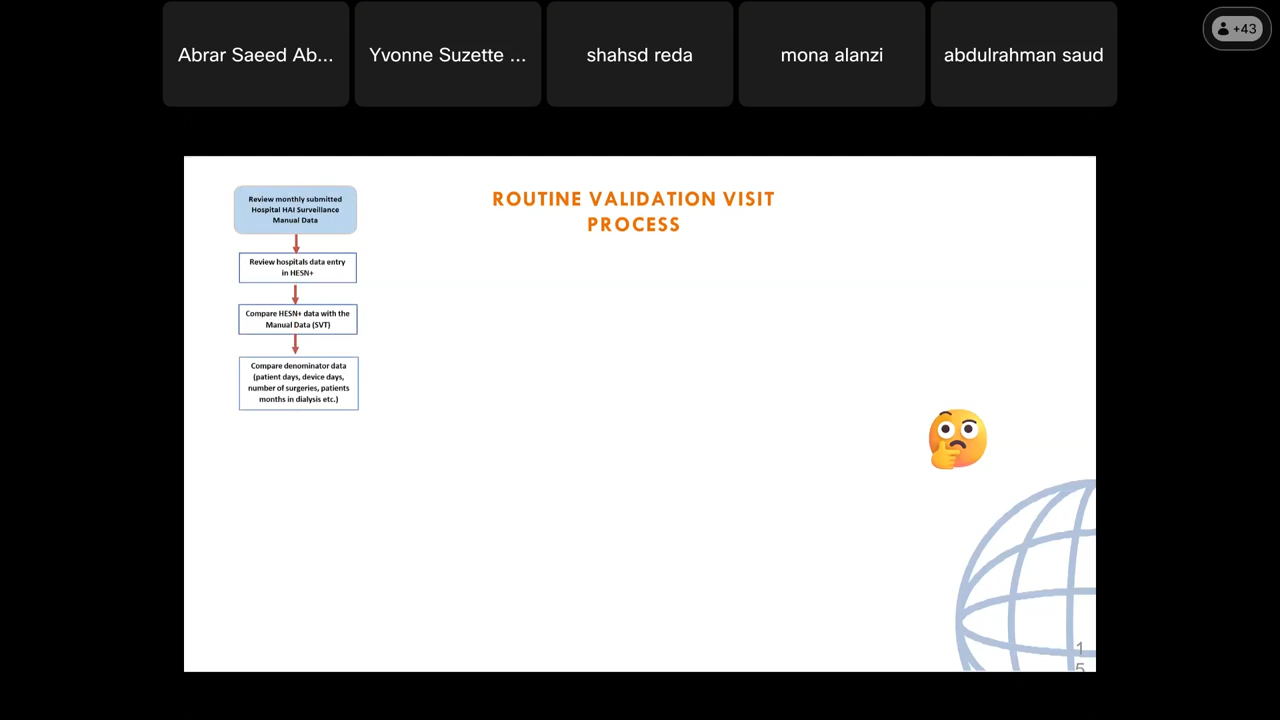 Abrar Saeed Ab...
Yvonne Suzette ...
shahsd reda
mona alanzi
abdulrahman saud
+43
ROUTINE VALIDATION VISIT
PROCESS
Review monthly submitted
Hospital HAI Surveillance
Manual Data
Review hospitals data entry
in HESN+
Compare HESN+ data with the
Manual Data (SVT)
Compare denominator data
(patient days, device days,
number of surgeries, patients
months in dialysis etc.)
1
5